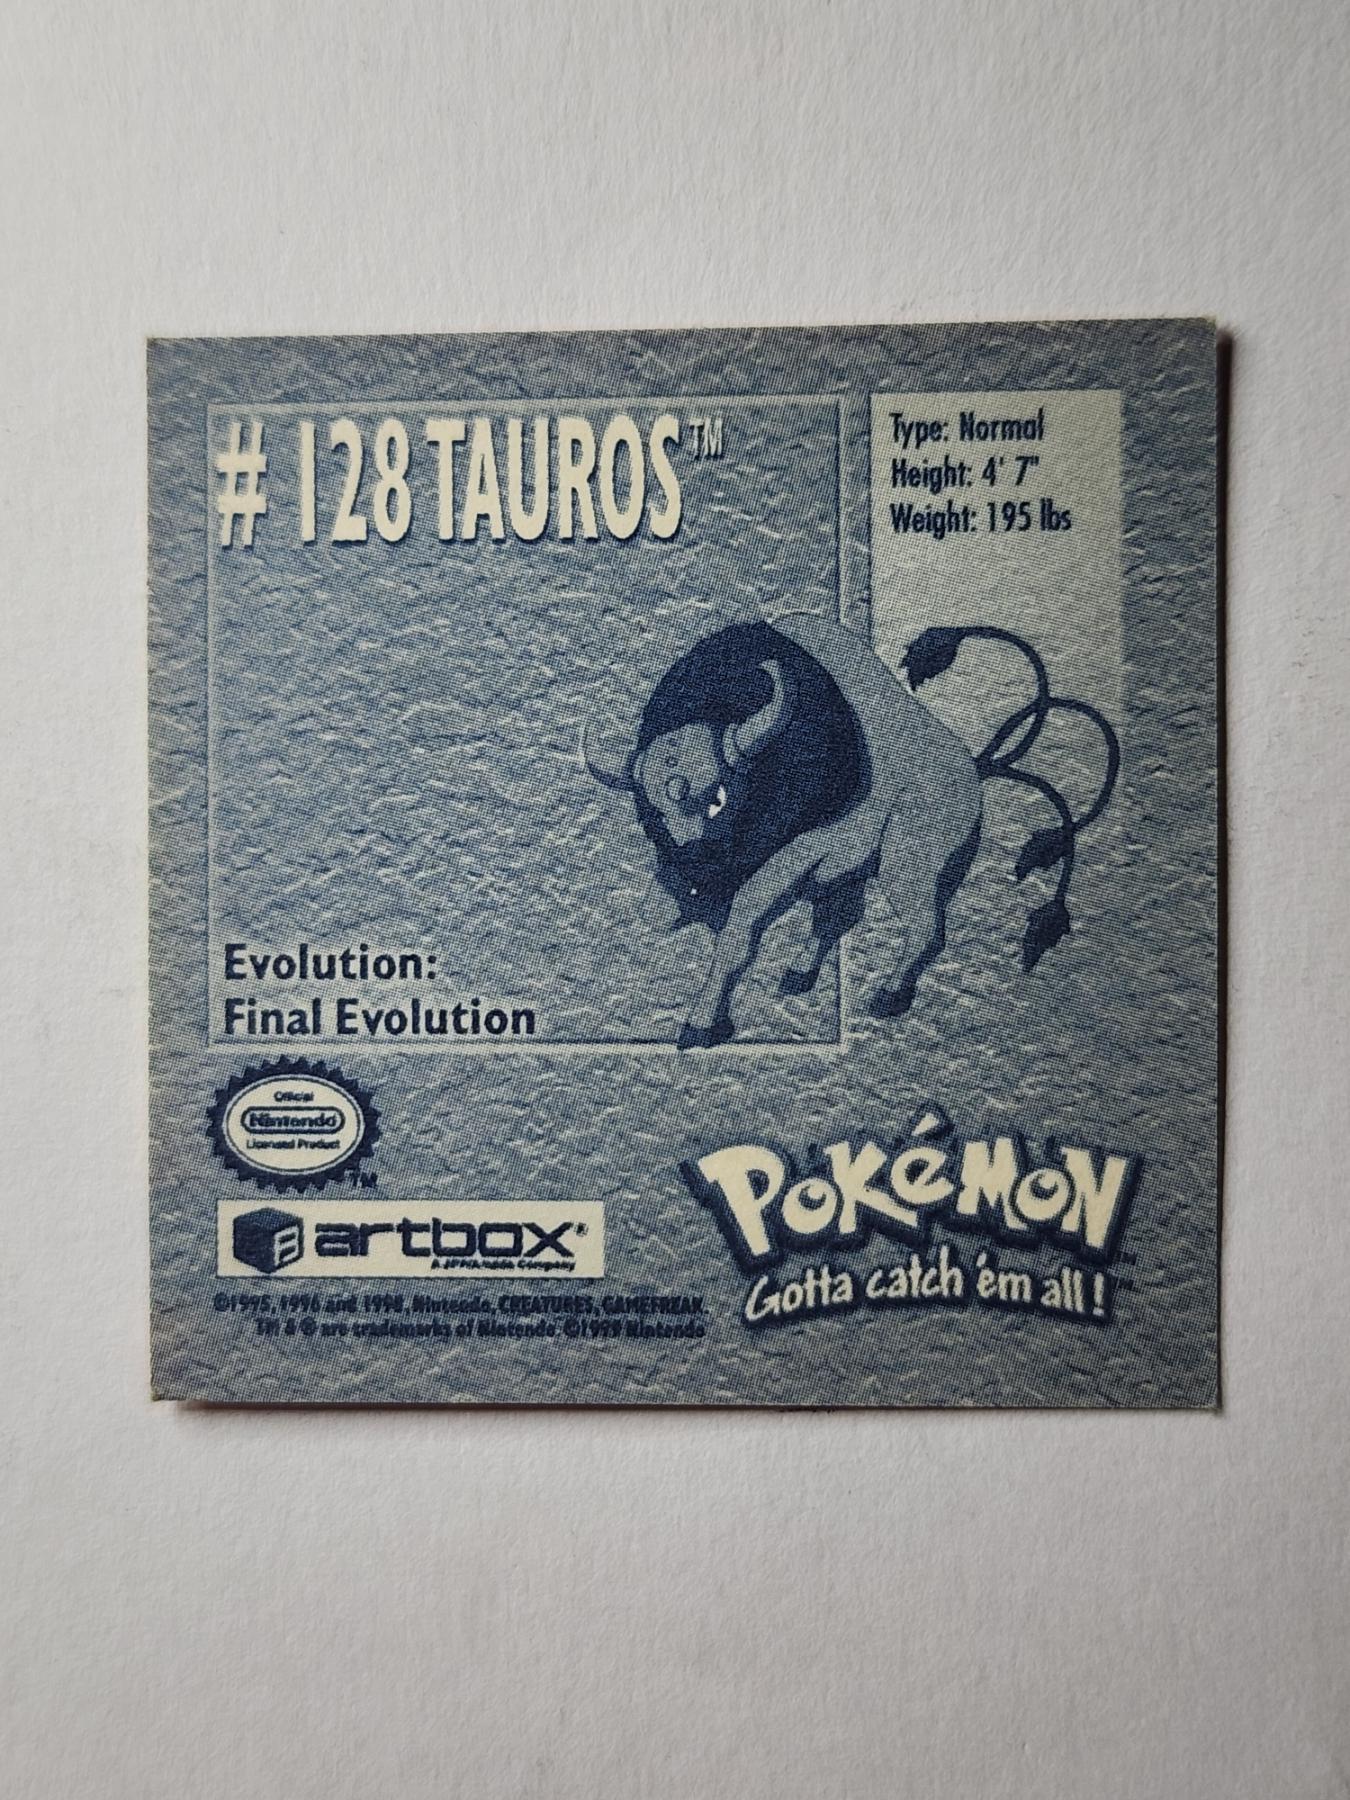 # 128 TAUROS™
Type: Normal
Height: 4' 7"
Weight: 195 lbs
Evolution:
Final Evolution
Official
Nintendo
Licensed Product
TM
artbox®
A JPP/Amada Company
POKéMON
Gotta catch 'em all!
©1995, 1996 and 1998, Nintendo, CREATURES, GAMEFREAK.
TM & ® are trademarks of Nintendo ©1999 Nintendo